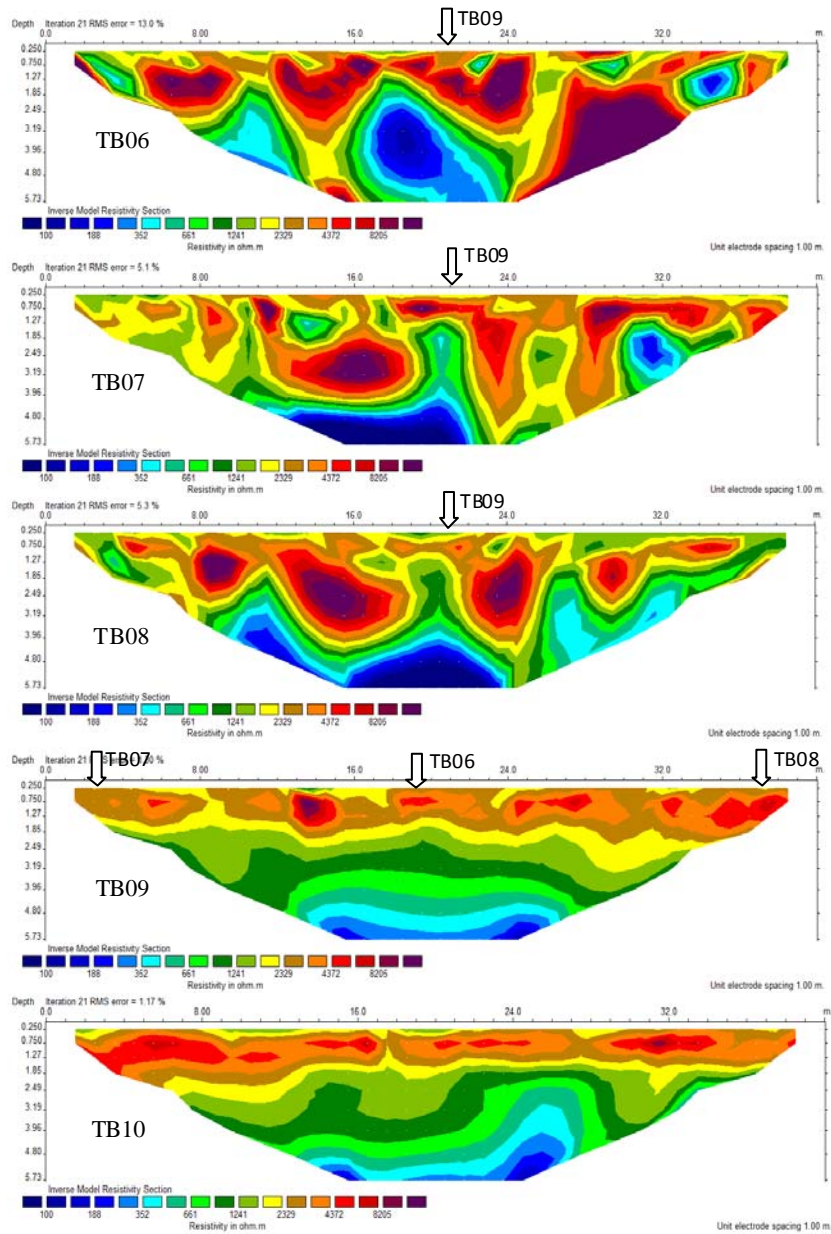 TB09
Depth Iteration 21 RMS error = 13.0 %
0.0 8.00 16.0 24.0 32.0 m.
0.250
0.750
1.27
1.85
2.49
3.19
3.96
4.80
5.73
TB06
Inverse Model Resistivity Section
100 188 352 661 1241 2329 4372 8205
Resistivity in ohm.m
Unit electrode spacing 1.00 m.
TB09
Depth Iteration 21 RMS error = 5.1 %
0.0 8.00 16.0 24.0 32.0 m.
0.250
0.750
1.27
1.85
2.49
3.19
3.96
4.80
5.73
TB07
Inverse Model Resistivity Section
100 188 352 661 1241 2329 4372 8205
Resistivity in ohm.m
Unit electrode spacing 1.00 m.
TB09
Depth Iteration 21 RMS error = 5.3 %
0.0 8.00 16.0 24.0 32.0 m.
0.250
0.750
1.27
1.85
2.49
3.19
3.96
4.80
5.73
TB08
Inverse Model Resistivity Section
100 188 352 661 1241 2329 4372 8205
Resistivity in ohm.m
Unit electrode spacing 1.00 m.
TB07 TB06 TB08
Depth Iteration 21 %
0.0 8.00 16.0 24.0 32.0 m.
0.250
0.750
1.27
1.85
2.49
3.19
3.96
4.80
5.73
TB09
Inverse Model Resistivity Section
100 188 352 661 1241 2329 4372 8205
Resistivity in ohm.m
Unit electrode spacing 1.00 m.
Depth Iteration 21 RMS error = 1.17 %
0.0 8.00 16.0 24.0 32.0 m.
0.250
0.750
1.27
1.85
2.49
3.19
3.96
4.80
5.73
TB10
Inverse Model Resistivity Section
100 188 352 661 1241 2329 4372 8205
Resistivity in ohm.m
Unit electrode spacing 1.00 m.